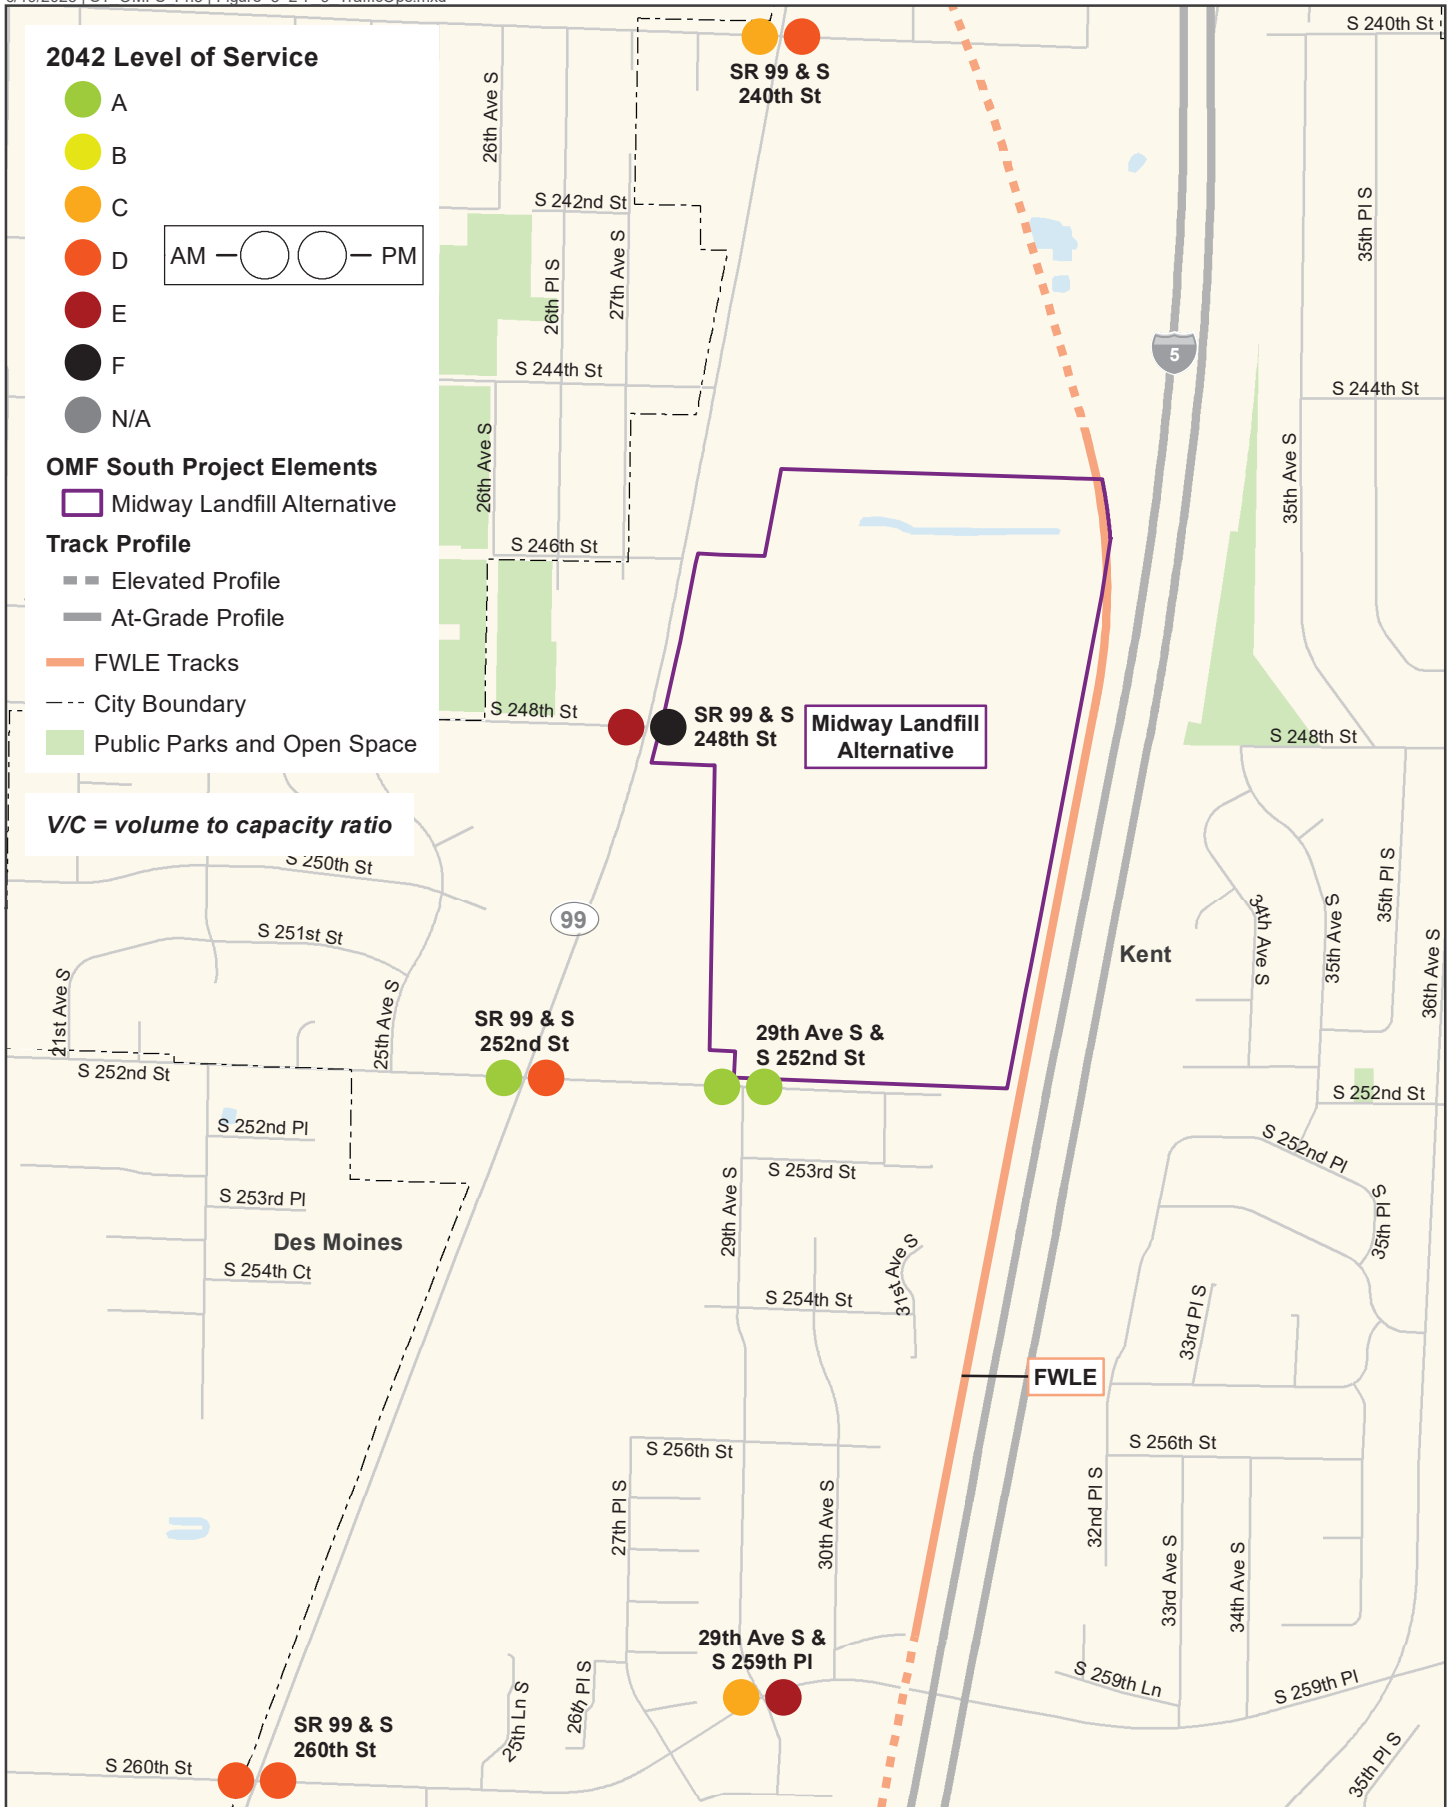 2042 Level of Service
A
B
C
D
E
F
N/A
AM
PM
OMF South Project Elements
Midway Landfill Alternative
Track Profile
Elevated Profile
At-Grade Profile
FWLE Tracks
City Boundary
Public Parks and Open Space
V/C = volume to capacity ratio
SR 99 & S
240th St
S 240th St
26th Ave S
S 242nd St
26th Pl S
27th Ave S
35th Pl S
5
S 244th St
S 244th St
26th Ave S
35th Ave S
S 246th St
S 248th St
SR 99 & S
248th St
Midway Landfill
Alternative
S 248th St
S 250th St
S 251st St
99
21st Ave S
25th Ave S
Kent
34th Ave S
35th Ave S
35th Pl S
36th Ave S
SR 99 & S
252nd St
29th Ave S &
S 252nd St
S 252nd St
S 252nd St
S 252nd Pl
S 252nd Pl
S 253rd St
S 253rd Pl
29th Ave S
Des Moines
S 254th Ct
31st Ave S
35th Pl S
S 254th St
33rd Pl S
FWLE
S 256th St
S 256th St
27th Pl S
30th Ave S
32nd Pl S
33rd Ave S
34th Ave S
29th Ave S &
S 259th Pl
S 259th Ln
S 259th Pl
25th Ln S
26th Pl S
SR 99 & S
260th St
S 260th St
35th Pl S